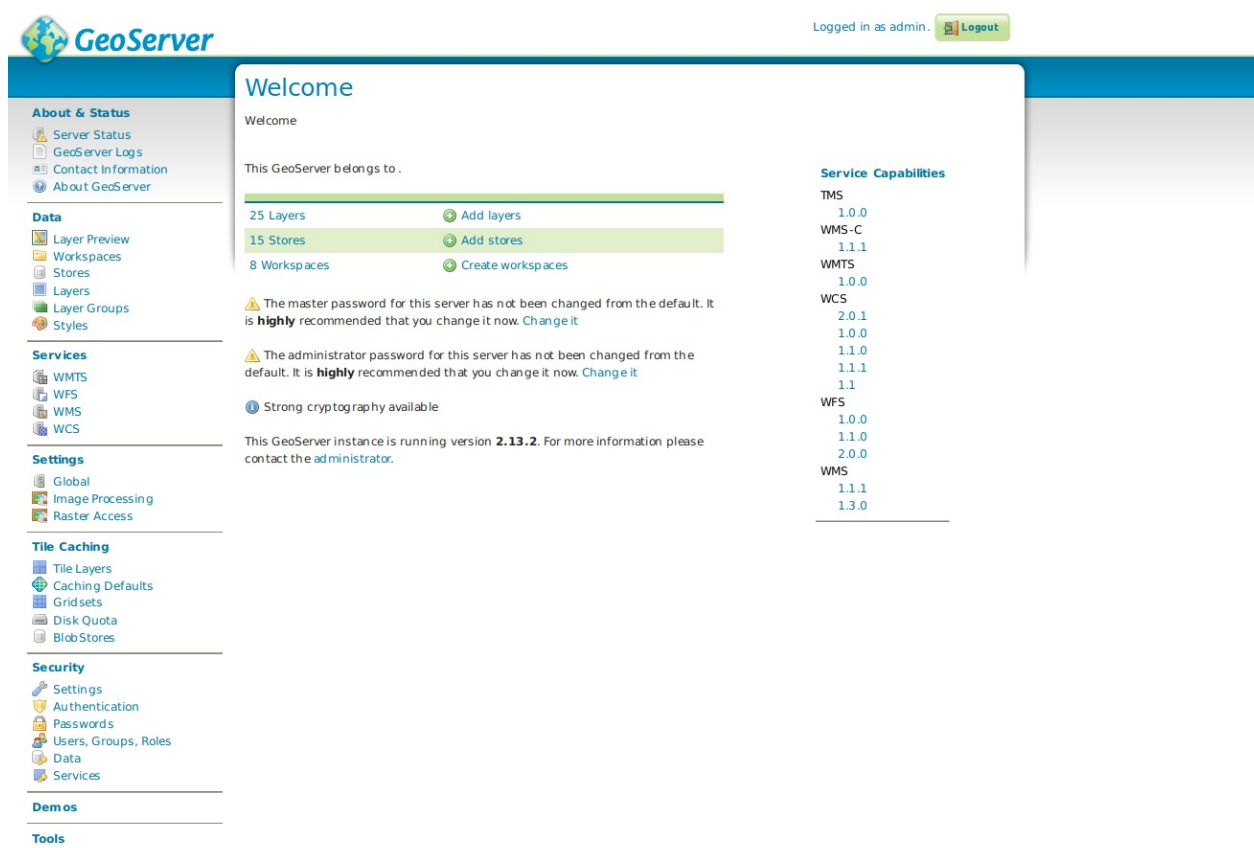 GeoServer
Logged in as admin.
Logout
About & Status
Server Status
GeoServer Logs
Contact Information
About GeoServer
Data
Layer Preview
Workspaces
Stores
Layers
Layer Groups
Styles
Services
WMTS
WFS
WMS
WCS
Settings
Global
Image Processing
Raster Access
Tile Caching
Tile Layers
Caching Defaults
Gridsets
Disk Quota
BlobStores
Security
Settings
Authentication
Passwords
Users, Groups, Roles
Data
Services
Demos
Tools
Welcome
Welcome
This GeoServer belongs to .
25 Layers Add layers
15 Stores Add stores
8 Workspaces Create workspaces
The master password for this server has not been changed from the default. It
is highly recommended that you change it now. Change it
The administrator password for this server has not been changed from the
default. It is highly recommended that you change it now. Change it
Strong cryptography available
This GeoServer instance is running version 2.13.2. For more information please
contact the administrator.
Service Capabilities
TMS
1.0.0
WMS-C
1.1.1
WMTS
1.0.0
WCS
2.0.1
1.0.0
1.1.0
1.1.1
1.1
WFS
1.0.0
1.1.0
2.0.0
WMS
1.1.1
1.3.0